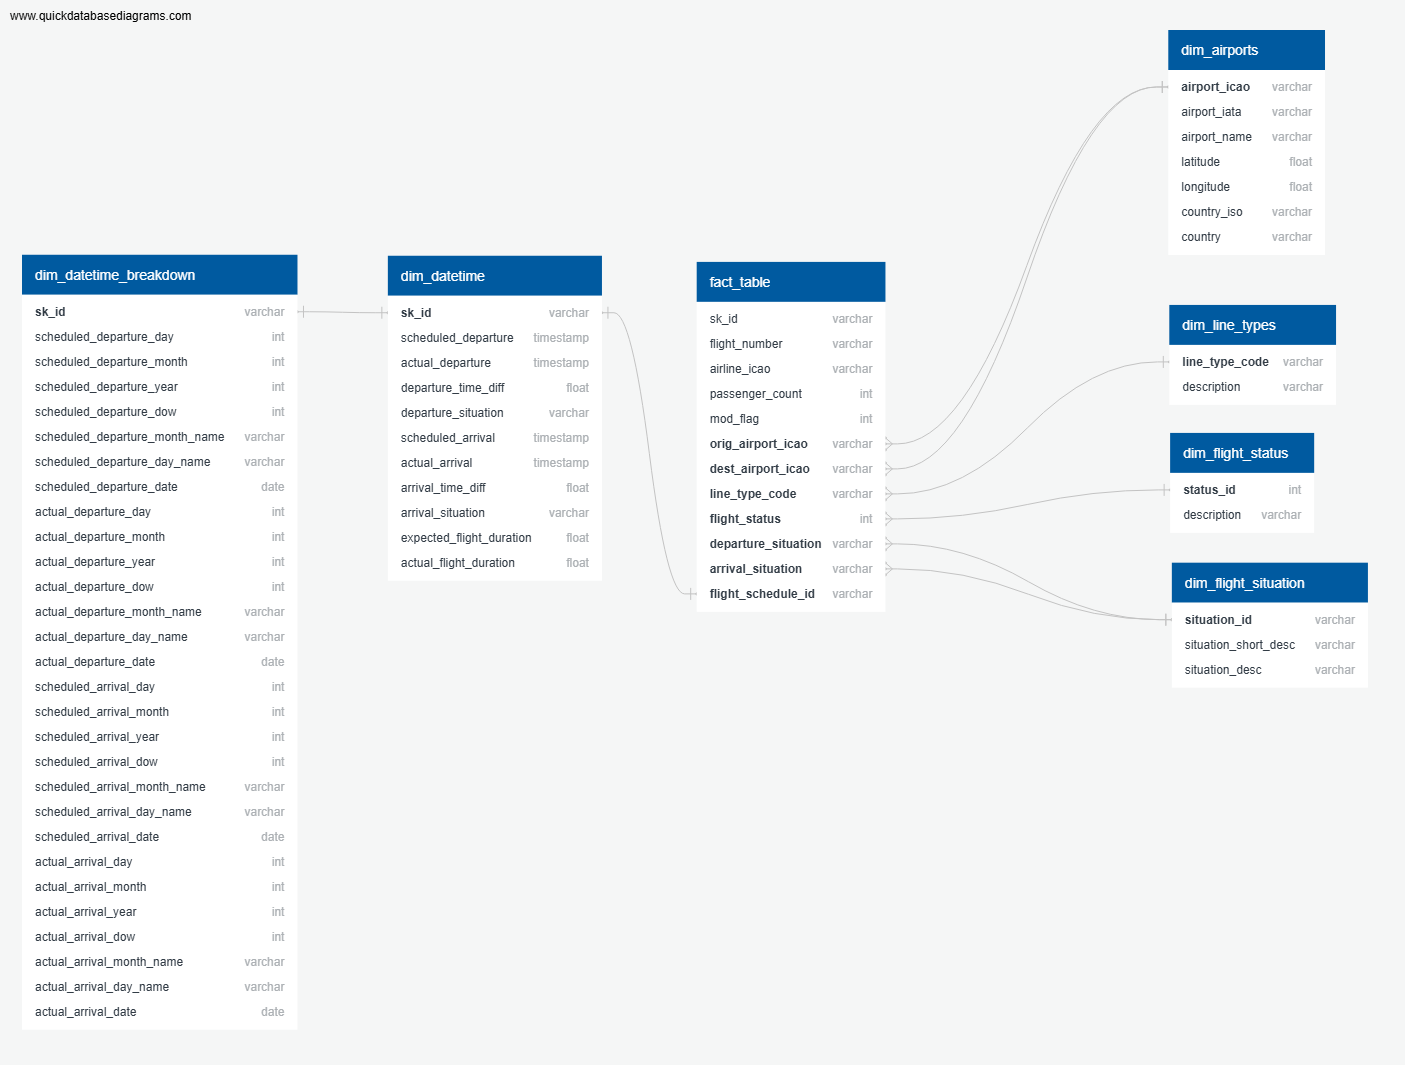 www.quickdatabasediagrams.com
dim_datetime_breakdown
sk_id varchar
scheduled_departure_day int
scheduled_departure_month int
scheduled_departure_year int
scheduled_departure_dow int
scheduled_departure_month_name varchar
scheduled_departure_day_name varchar
scheduled_departure_date date
actual_departure_day int
actual_departure_month int
actual_departure_year int
actual_departure_dow int
actual_departure_month_name varchar
actual_departure_day_name varchar
actual_departure_date date
scheduled_arrival_day int
scheduled_arrival_month int
scheduled_arrival_year int
scheduled_arrival_dow int
scheduled_arrival_month_name varchar
scheduled_arrival_day_name varchar
scheduled_arrival_date date
actual_arrival_day int
actual_arrival_month int
actual_arrival_year int
actual_arrival_dow int
actual_arrival_month_name varchar
actual_arrival_day_name varchar
actual_arrival_date date
dim_datetime
sk_id varchar
scheduled_departure timestamp
actual_departure timestamp
departure_time_diff float
departure_situation varchar
scheduled_arrival timestamp
actual_arrival timestamp
arrival_time_diff float
arrival_situation varchar
expected_flight_duration float
actual_flight_duration float
fact_table
sk_id varchar
flight_number varchar
airline_icao varchar
passenger_count int
mod_flag int
orig_airport_icao varchar
dest_airport_icao varchar
line_type_code varchar
flight_status int
departure_situation varchar
arrival_situation varchar
flight_schedule_id varchar
dim_airports
airport_icao varchar
airport_iata varchar
airport_name varchar
latitude float
longitude float
country_iso varchar
country varchar
dim_line_types
line_type_code varchar
description varchar
dim_flight_status
status_id int
description varchar
dim_flight_situation
situation_id varchar
situation_short_desc varchar
situation_desc varchar